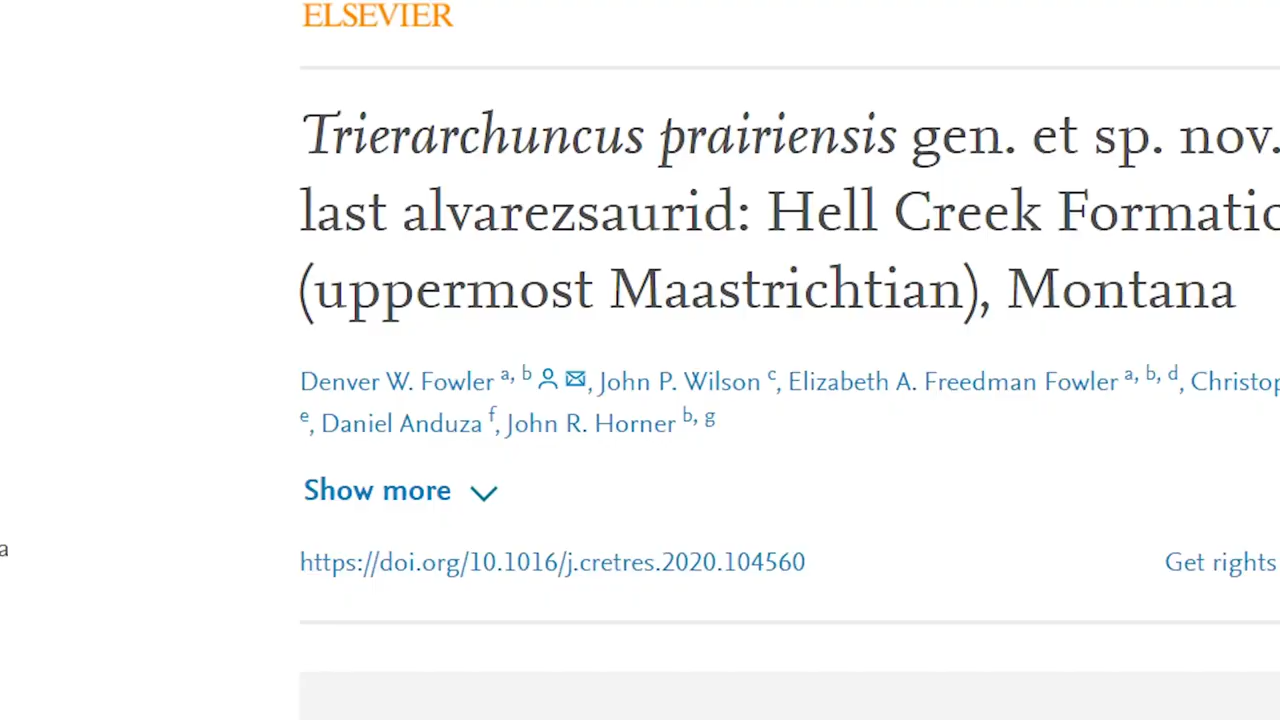 ELSEVIER
Trierarchuncus prairiensis gen. et sp. nov.
last alvarezsaurid: Hell Creek Formatio
(uppermost Maastrichtian), Montana
Denver W. Fowler a, b, John P. Wilson c, Elizabeth A. Freedman Fowler a, b, d, Christop
e, Daniel Anduza f, John R. Horner b, g
Show more
a
https://doi.org/10.1016/j.cretres.2020.104560 Get rights